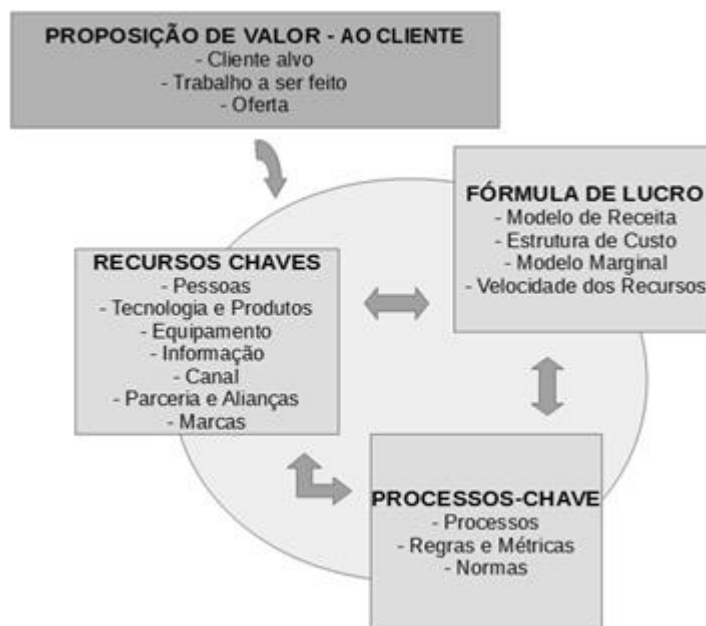 PROPOSIÇÃO DE VALOR - AO CLIENTE
- Cliente alvo
- Trabalho a ser feito
- Oferta
FÓRMULA DE LUCRO
- Modelo de Receita
- Estrutura de Custo
- Modelo Marginal
- Velocidade dos Recursos
RECURSOS CHAVES
- Pessoas
- Tecnologia e Produtos
- Equipamento
- Informação
- Canal
- Parceria e Alianças
- Marcas
PROCESSOS-CHAVE
- Processos
- Regras e Métricas
- Normas